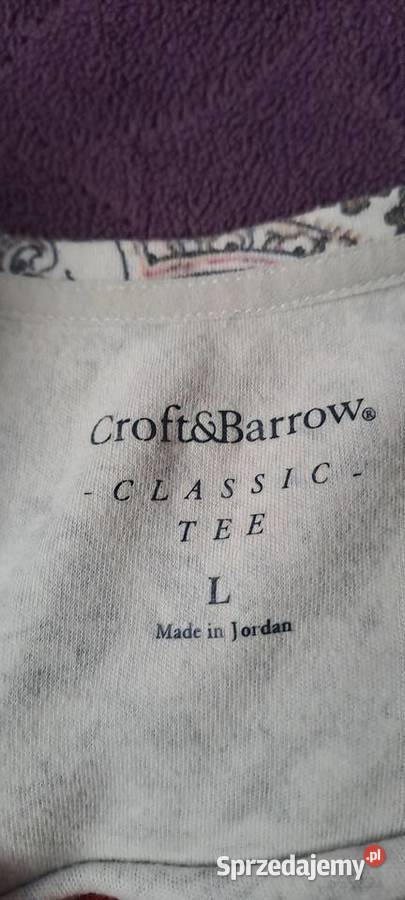 Croft&Barrow®
- CLASSIC -
TEE
L
Made in Jordan
Sprzedajemy.pl